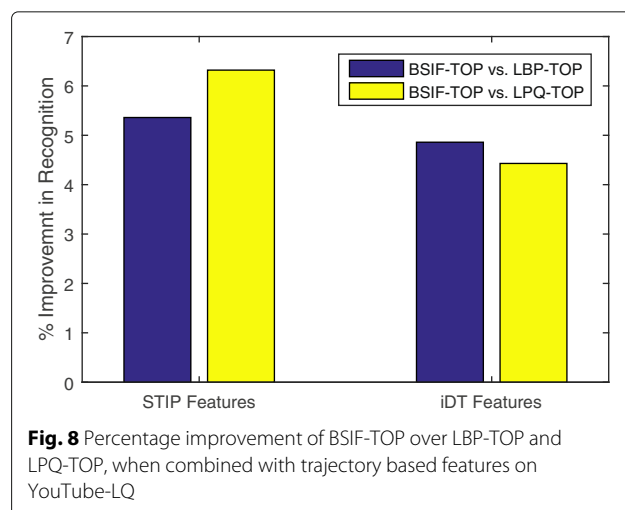 7
6
5
4
3
2
1
0
% Improvemnt in Recognition
BSIF-TOP vs. LBP-TOP
BSIF-TOP vs. LPQ-TOP
STIP Features
iDT Features
Fig. 8 Percentage improvement of BSIF-TOP over LBP-TOP and
LPQ-TOP, when combined with trajectory based features on
YouTube-LQ